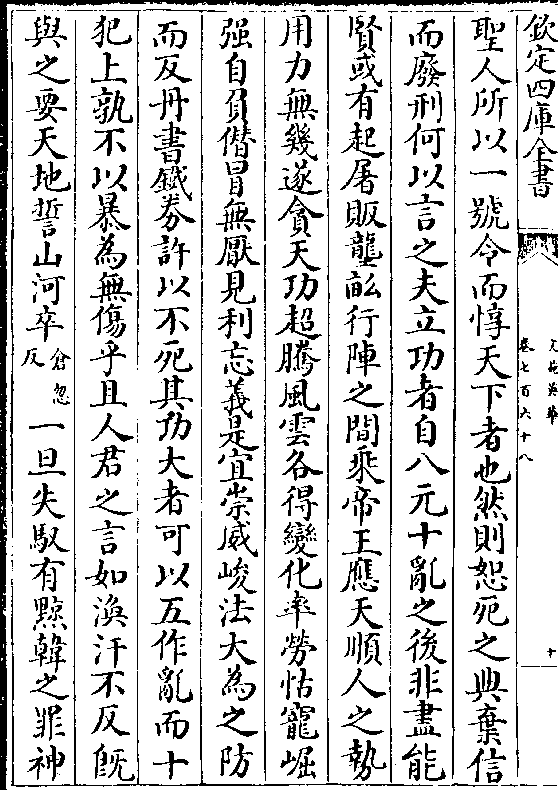 欽定四庫全書
文苑英華
卷七百六十八
十
聖人所以一號令而惇天下者也然則恕死之典棄信
而廢刑何以言之夫立功者自八元十亂之後非盡能
賢或有起屠販壟畝行陣之間乘帝王應天順人之勢
用力無幾遂貪天功超騰風雲各得變化率勞怙寵崛
强自負僣冒無厭見利忘義是宜崇威峻法大為之防
而反丹書鐵券許以不死其功大者可以五作亂而十
犯上孰不以暴為無傷乎且人君之言如渙汗不反旣
與之要天地誓山河卒倉忽反一旦失馭有黥韓之罪神